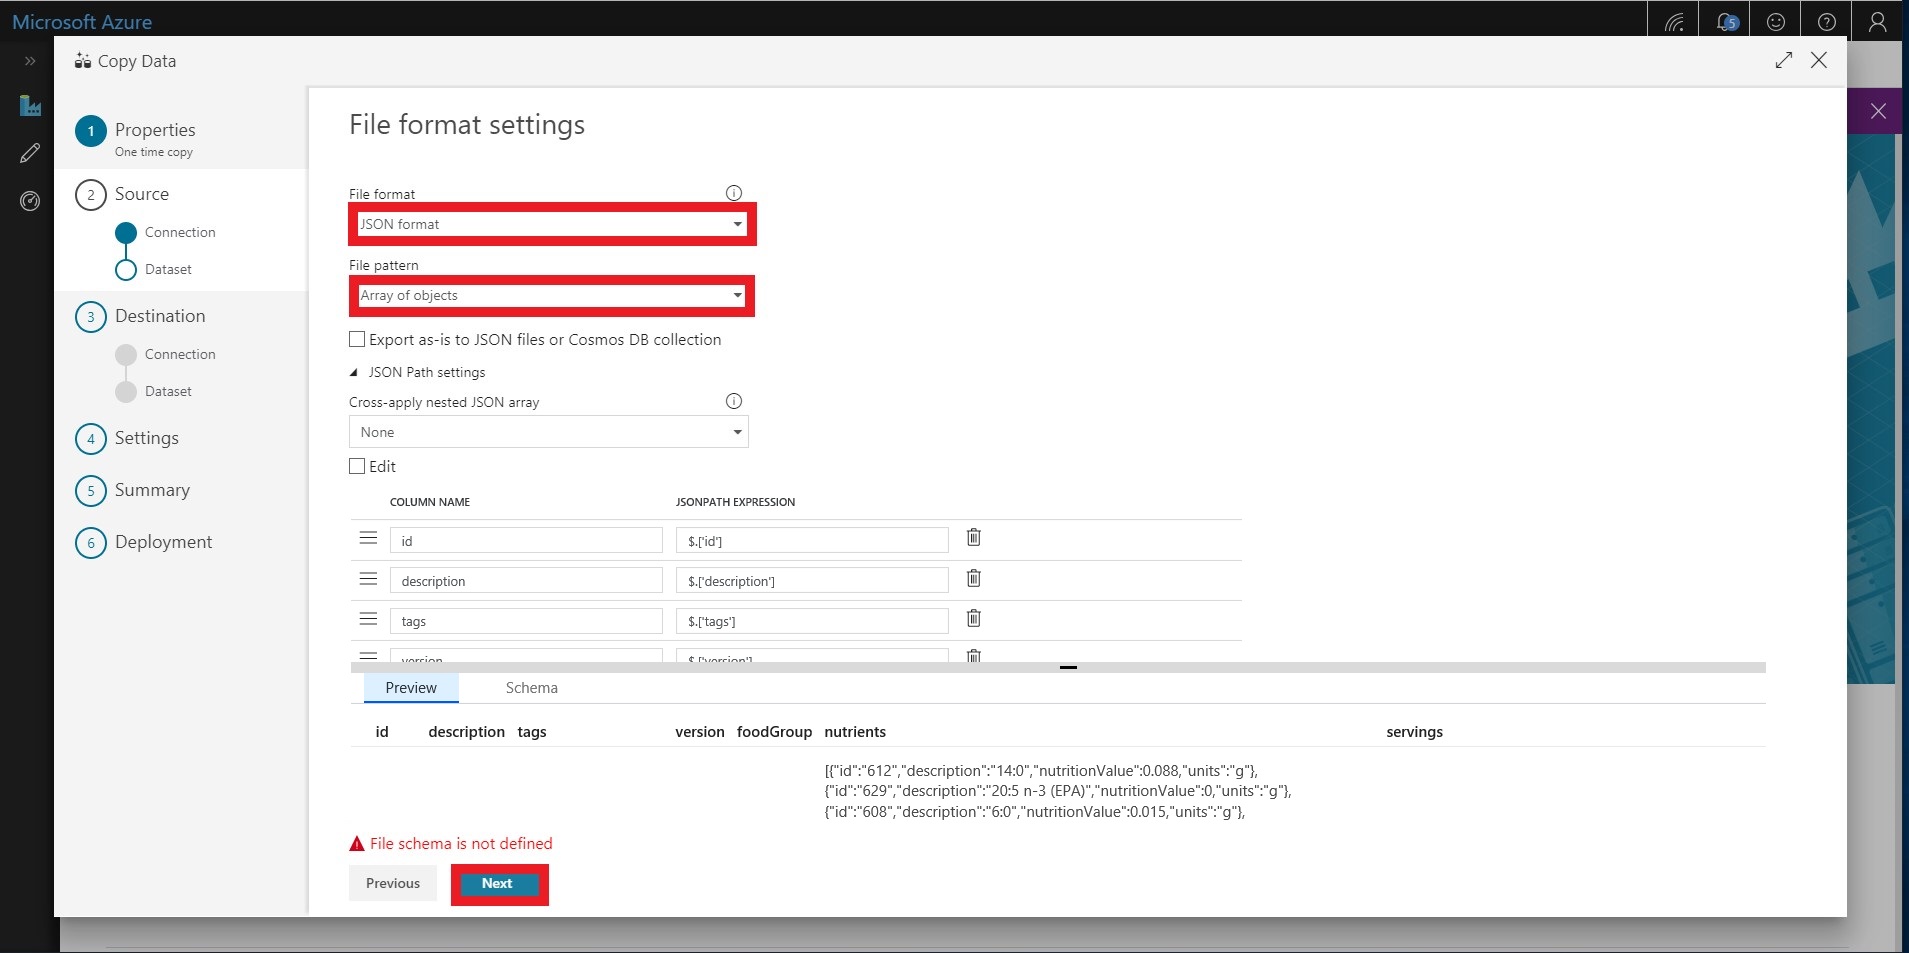 Microsoft Azure
5
Copy Data
1 Properties
One time copy
2 Source
Connection
Dataset
3 Destination
Connection
Dataset
4 Settings
5 Summary
6 Deployment
File format settings
File format
JSON format
File pattern
Array of objects
Export as-is to JSON files or Cosmos DB collection
JSON Path settings
Cross-apply nested JSON array
None
Edit
COLUMN NAME JSONPATH EXPRESSION
id $.['id']
description $.['description']
tags $.['tags']
version $.['version']
Preview Schema
id description tags version foodGroup nutrients servings
[{"id":"612","description":"14:0","nutritionValue":0.088,"units":"g"},
{"id":"629","description":"20:5 n-3 (EPA)","nutritionValue":0,"units":"g"},
{"id":"608","description":"6:0","nutritionValue":0.015,"units":"g"},
File schema is not defined
Previous Next